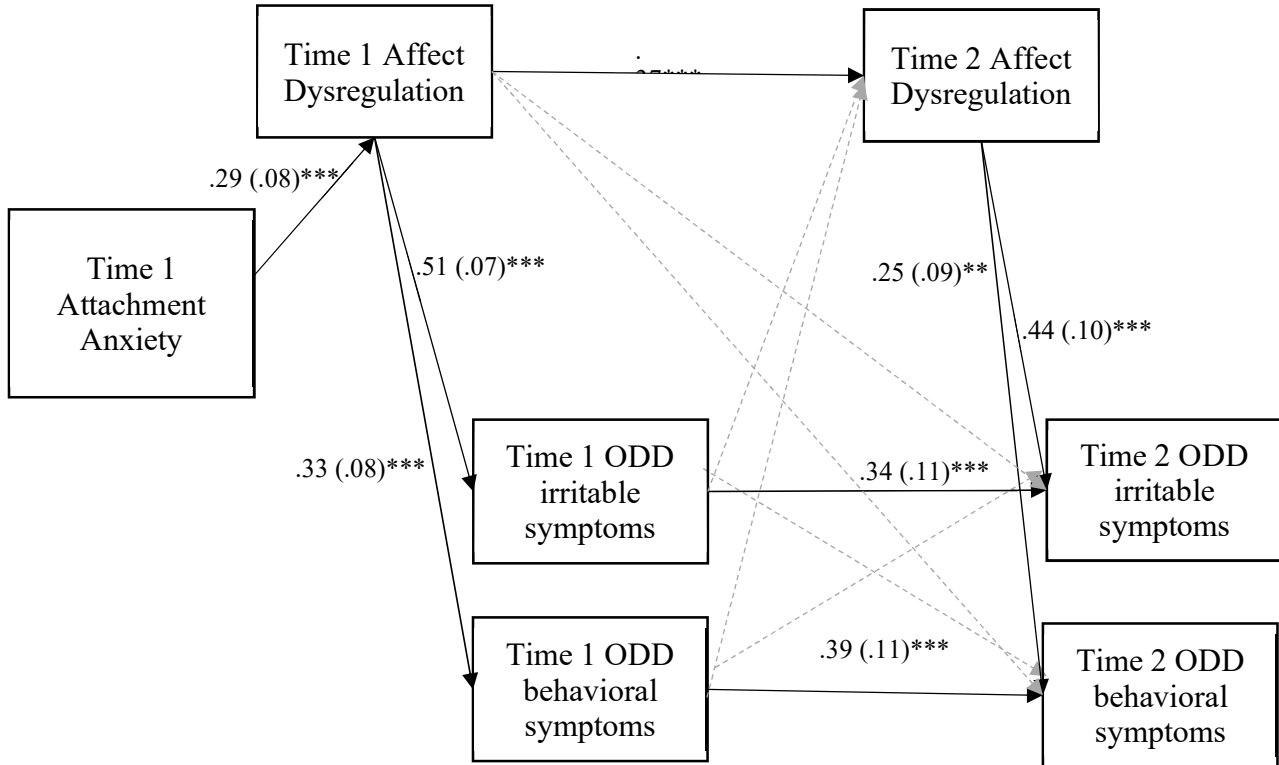 Time 1 Affect
Dysregulation
Time 2 Affect
Dysregulation
.29 (.08)***
Time 1
Attachment
Anxiety
.51 (.07)***
.25 (.09)**
.44 (.10)***
.33 (.08)***
Time 1 ODD
irritable
symptoms
.34 (.11)***
Time 2 ODD
irritable
symptoms
Time 1 ODD
behavioral
symptoms
.39 (.11)***
Time 2 ODD
behavioral
symptoms